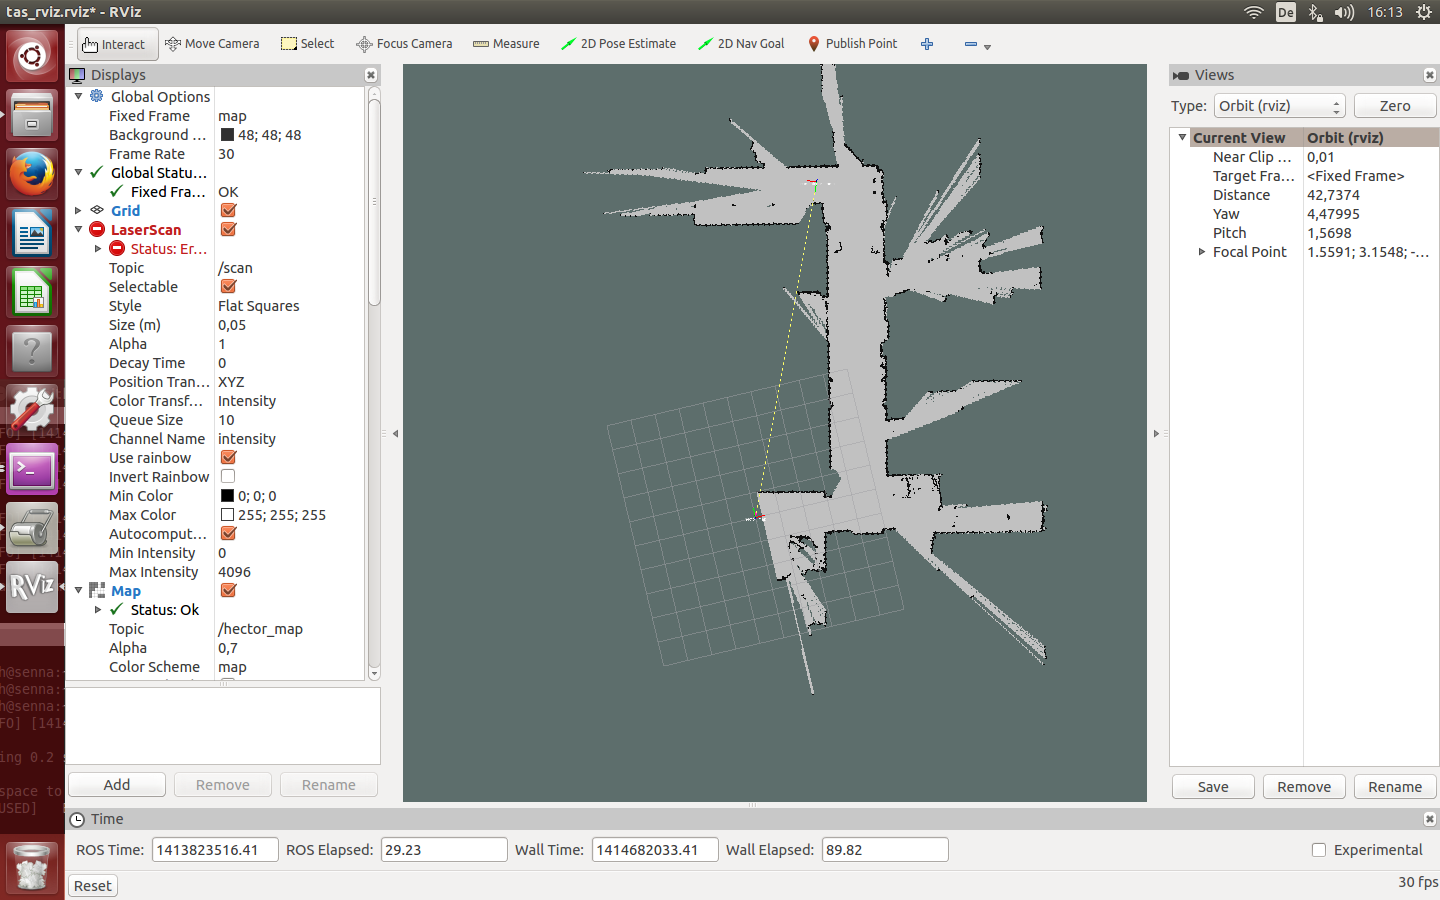 tas_rviz.rviz* - RViz
De
16:13
Interact
Move Camera
Select
Focus Camera
Measure
2D Pose Estimate
2D Nav Goal
Publish Point
Displays
Global Options
Fixed Frame map
Background ... 48; 48; 48
Frame Rate 30
Global Statu...
Fixed Fra... OK
Grid
LaserScan
Status: Er...
Topic /scan
Selectable
Style Flat Squares
Size (m) 0,05
Alpha 1
Decay Time 0
Position Tran... XYZ
Color Transf... Intensity
Queue Size 10
Channel Name intensity
Use rainbow
Invert Rainbow
Min Color 0; 0; 0
Max Color 255; 255; 255
Autocomput...
Min Intensity 0
Max Intensity 4096
Map
Status: Ok
Topic /hector_map
Alpha 0,7
Color Scheme map
Add
Remove
Rename
Views
Type: Orbit (rviz)
Zero
Current View Orbit (rviz)
Near Clip ... 0,01
Target Fra... <Fixed Frame>
Distance 42,7374
Yaw 4,47995
Pitch 1,5698
Focal Point 1.5591; 3.1548; -...
Save
Remove
Rename
RViz
h@senna:
h@senna:
h@senna:
FO] [1414
ing 0.2 s
space to
USED]
Time
ROS Time: 1413823516.41 ROS Elapsed: 29.23 Wall Time: 1414682033.41 Wall Elapsed: 89.82 Experimental
Reset
30 fps